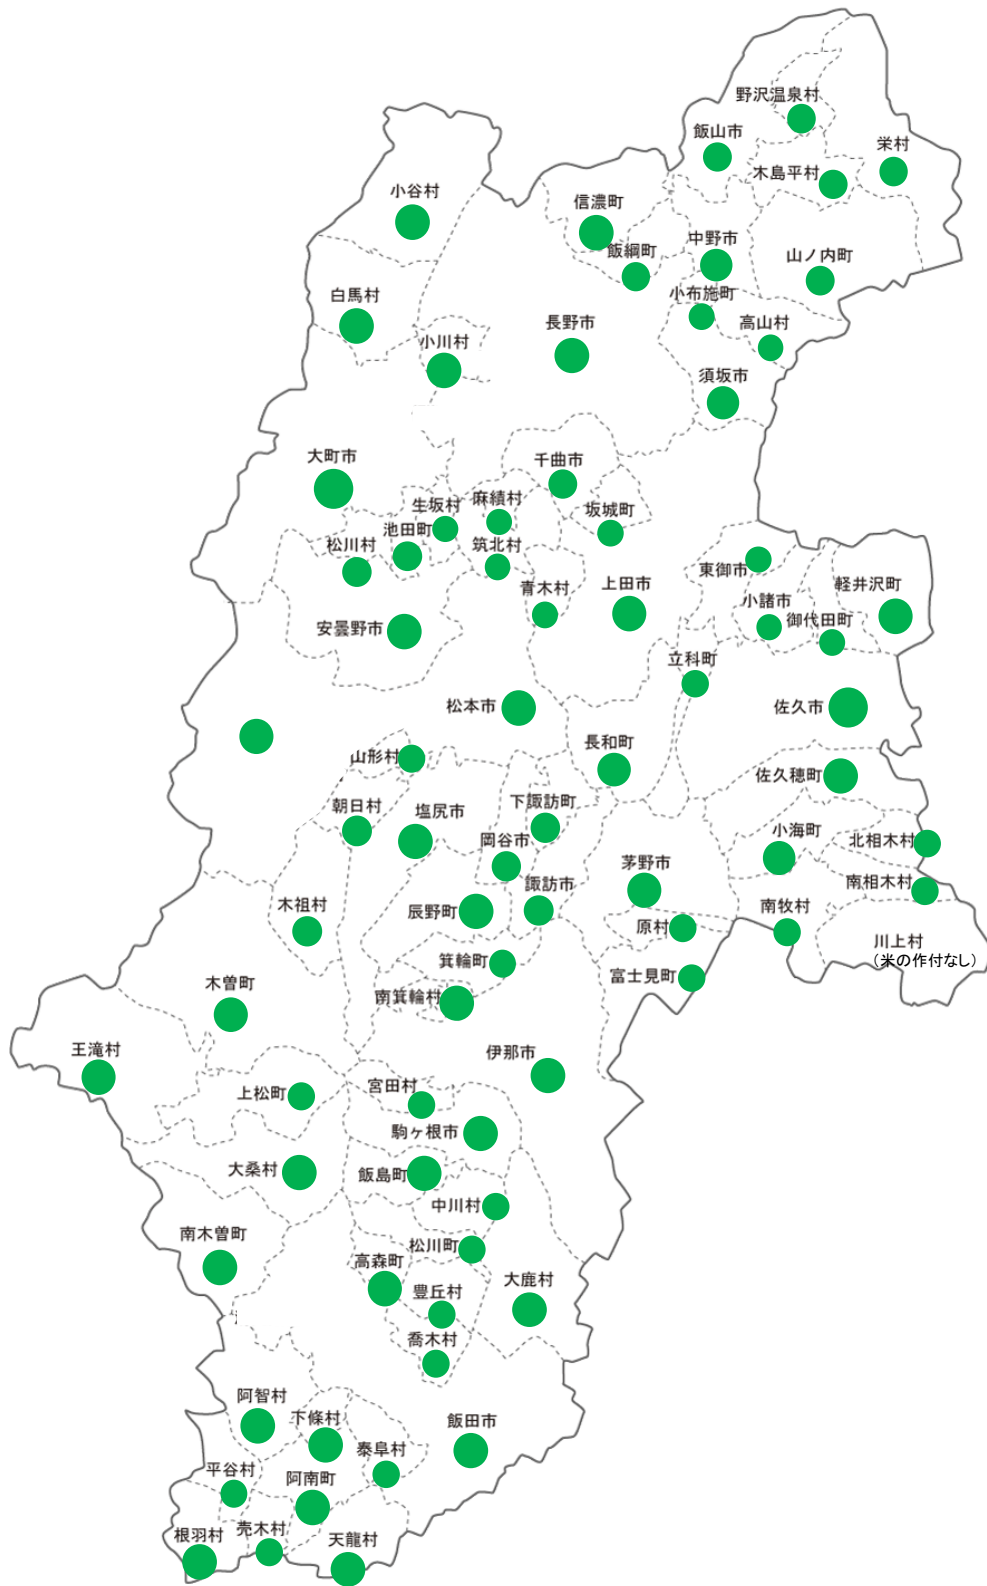 野沢温泉村
飯山市
栄村
木島平村
小谷村
信濃町
中野市
飯綱町
山ノ内町
白馬村
小布施町
長野市
高山村
小川村
須坂市
大町市
千曲市
麻績村
生坂村
坂城町
池田町
松川村
筑北村
東御市
軽井沢町
青木村
上田市
小諸市
御代田町
安曇野市
立科町
松本市
佐久市
長和町
山形村
佐久穂町
朝日村
塩尻市
下諏訪町
小海町
岡谷市
北相木村
茅野市
諏訪市
南相木村
木祖村
辰野町
南牧村
原村
川上村
(米の作付なし)
箕輪町
富士見町
木曽町
南箕輪村
王滝村
伊那市
宮田村
上松町
駒ヶ根市
大桑村
飯島町
中川村
南木曽町
松川町
高森町
大鹿村
豊丘村
喬木村
阿智村
下條村
飯田市
泰阜村
平谷村
阿南町
売木村
根羽村
天龍村